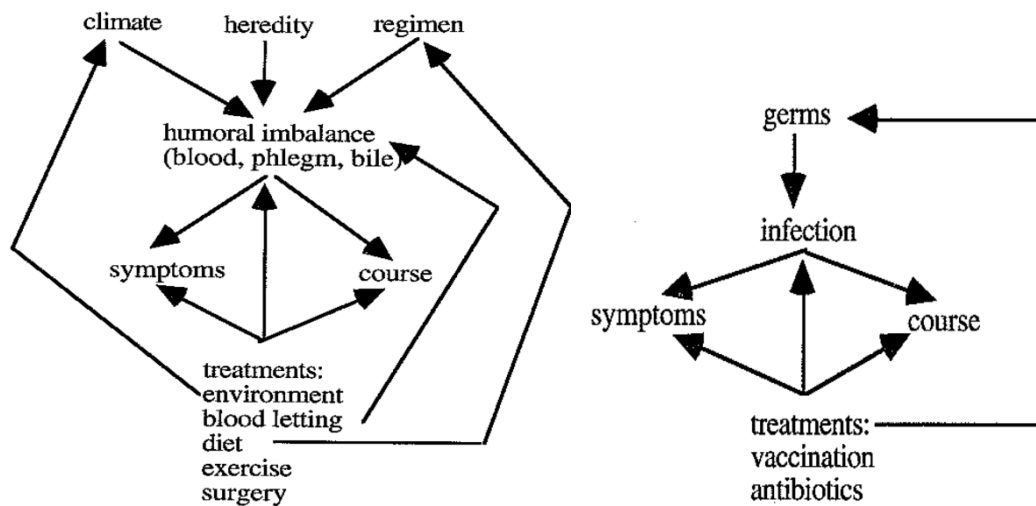 climate heredity regimen
humoral imbalance
(blood, phlegm, bile)
symptoms course
treatments:
environment
blood letting
diet
exercise
surgery
germs
infection
symptoms course
treatments:
vaccination
antibiotics